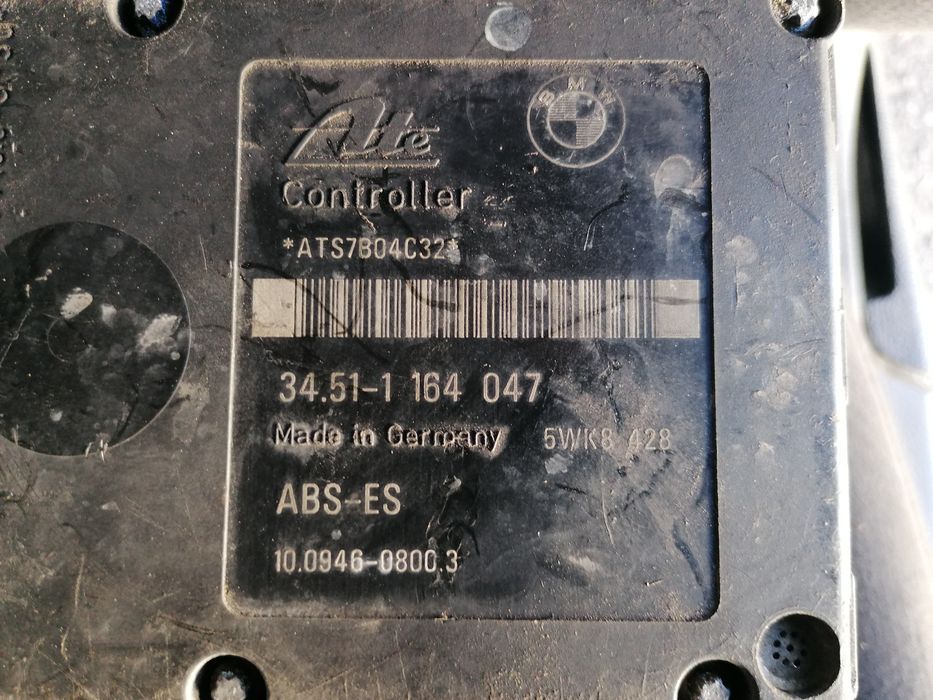 Ate
BMW
Controller
*ATS7B04C32*
34.51-1 164 047
Made in Germany 5WK8 428
ABS-ES
10.0946-0800.3